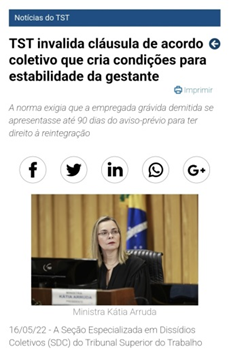 Notícias do TST
TST invalida cláusula de acordo
coletivo que cria condições para
estabilidade da gestante
Imprimir
A norma exigia que a empregada grávida demitida se
apresentasse até 90 dias do aviso-prévio para ter
direito à reintegração
f
in
G+
KÁTIA ARRUDA
Ministra Kátia Arruda
16/05/22 - A Seção Especializada em Dissídios
Coletivos (SDC) do Tribunal Superior do Trabalho